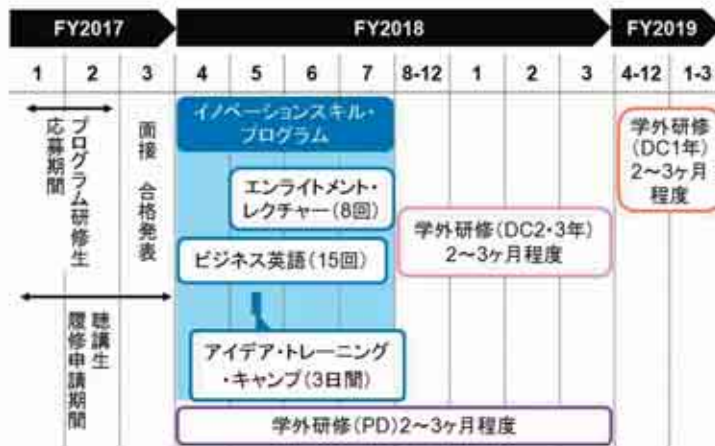 FY2017 FY2018 FY2019
1 2 3 4 5 6 7 8-12 1 2 3 4-12 1-3
プログラム研修生
応募期間
面接 合格発表
聴講生
履修申請期間
イノベーションスキル・
プログラム
エンライトメント・
レクチャー(8回)
ビジネス英語(15回)
アイデア・トレーニング
・キャンプ(3日間)
学外研修(PD)2〜3ヶ月程度
学外研修(DC2・3年)
2〜3ヶ月程度
学外研修
(DC1年)
2〜3ヶ月
程度